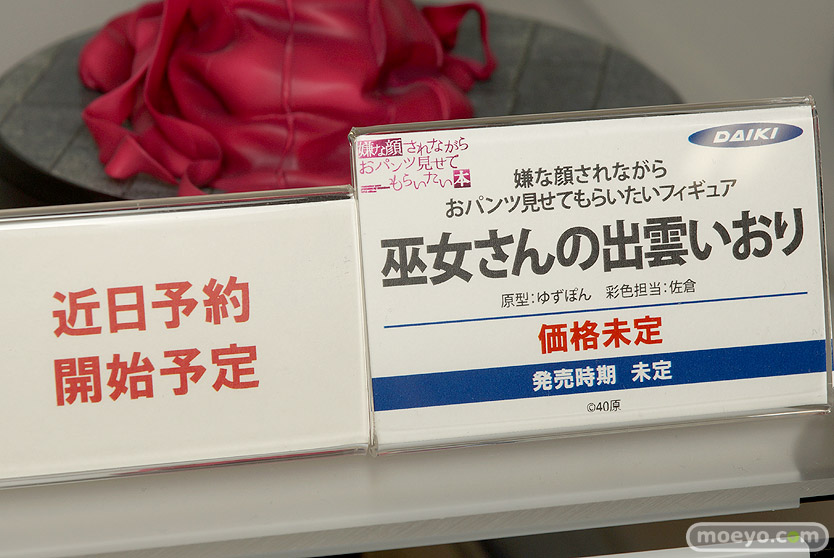 近日予約
開始予定
嫌な顔されながら
おパンツ見せて
もらいたい本
DAIKI
嫌な顔されながら
おパンツ見せてもらいたいフィギュア
巫女さんの出雲いおり
原型:ゆずぽん 彩色担当:佐倉
価格未定
発売時期 未定
©40原
moeyo.com